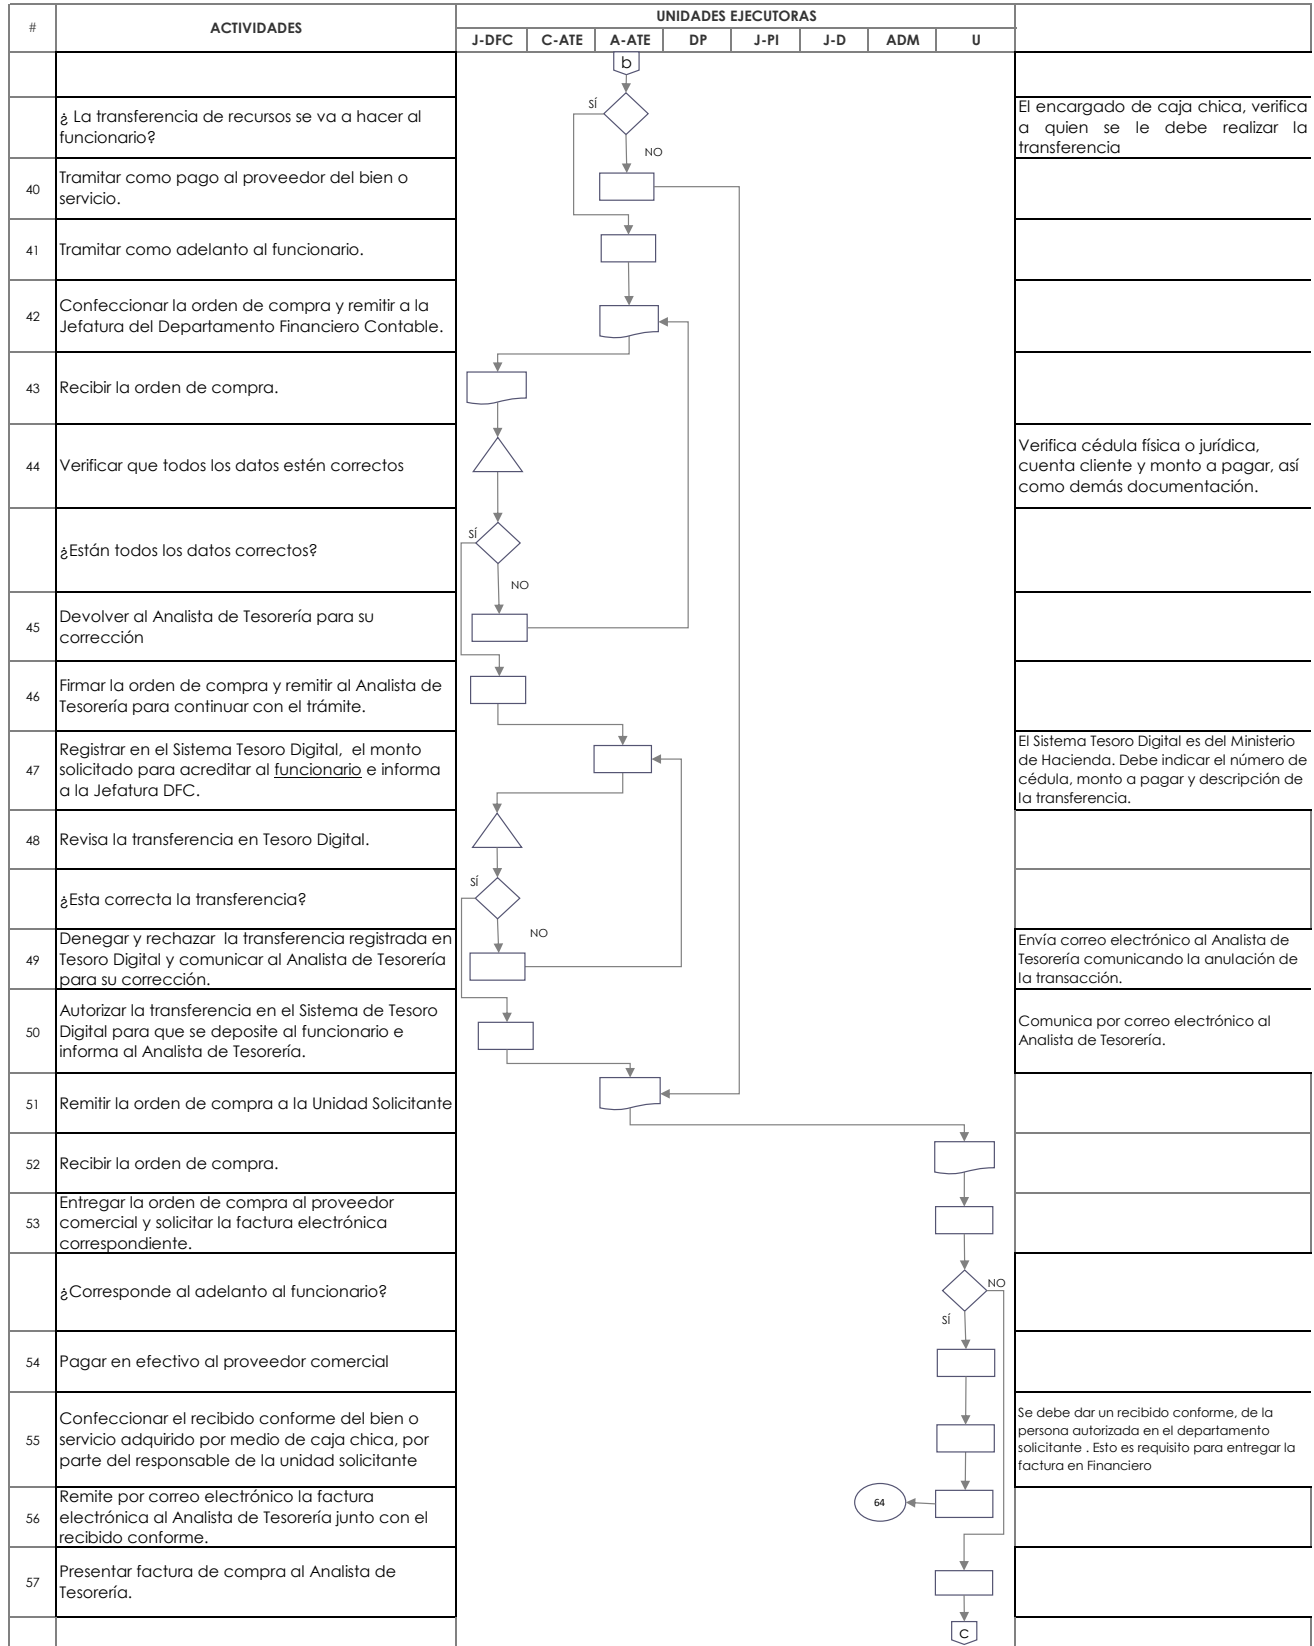 # ACTIVIDADES UNIDADES EJECUTORAS
J-DFC C-ATE A-ATE DP J-PI J-D ADM U
b
¿ La transferencia de recursos se va a hacer al
funcionario?
SÍ
NO
El encargado de caja chica, verifica
a quien se le debe realizar la
transferencia
40 Tramitar como pago al proveedor del bien o
servicio.
41 Tramitar como adelanto al funcionario.
42 Confeccionar la orden de compra y remitir a la
Jefatura del Departamento Financiero Contable.
43 Recibir la orden de compra.
44 Verificar que todos los datos estén correctos
Verifica cédula física o jurídica,
cuenta cliente y monto a pagar, así
como demás documentación.
¿Están todos los datos correctos?
SÍ
NO
45 Devolver al Analista de Tesorería para su
corrección
46 Firmar la orden de compra y remitir al Analista de
Tesorería para continuar con el trámite.
47 Registrar en el Sistema Tesoro Digital, el monto
solicitado para acreditar al funcionario e informa
a la Jefatura DFC.
El Sistema Tesoro Digital es del Ministerio
de Hacienda. Debe indicar el número de
cédula, monto a pagar y descripción de
la transferencia.
48 Revisa la transferencia en Tesoro Digital.
¿Esta correcta la transferencia?
SÍ
NO
49 Denegar y rechazar la transferencia registrada en
Tesoro Digital y comunicar al Analista de Tesorería
para su corrección.
Envía correo electrónico al Analista de
Tesorería comunicando la anulación de
la transacción.
50 Autorizar la transferencia en el Sistema de Tesoro
Digital para que se deposite al funcionario e
informa al Analista de Tesorería.
Comunica por correo electrónico al
Analista de Tesorería.
51 Remitir la orden de compra a la Unidad Solicitante
52 Recibir la orden de compra.
53 Entregar la orden de compra al proveedor
comercial y solicitar la factura electrónica
correspondiente.
¿Corresponde al adelanto al funcionario?
NO
SÍ
54 Pagar en efectivo al proveedor comercial
55 Confeccionar el recibido conforme del bien o
servicio adquirido por medio de caja chica, por
parte del responsable de la unidad solicitante
Se debe dar un recibido conforme, de la
persona autorizada en el departamento
solicitante . Esto es requisito para entregar la
factura en Financiero
56 Remite por correo electrónico la factura
electrónica al Analista de Tesorería junto con el
recibido conforme.
64
57 Presentar factura de compra al Analista de
Tesorería.
C